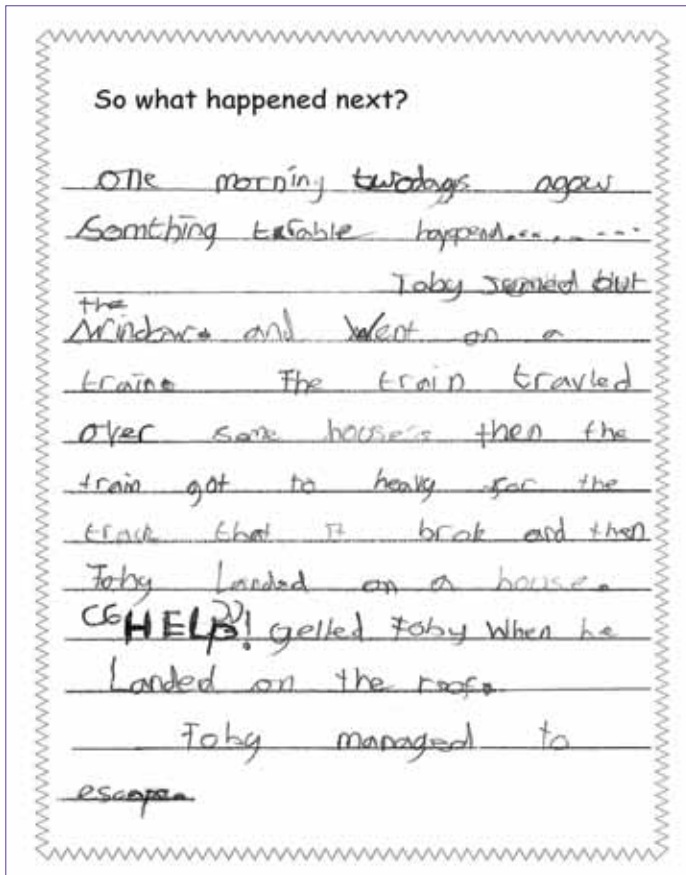 So what happened next?
One morning twodays agow
Somthing terable happend.........
Toby jumed out
the
Window. and Went on a
train. The train travled
over some house's then the
train got to heavy for the
track that it brok and then
Toby Landed on a house.
"HELP"! yelled Toby When he
Landed on the roof.
Toby managed to
escape.